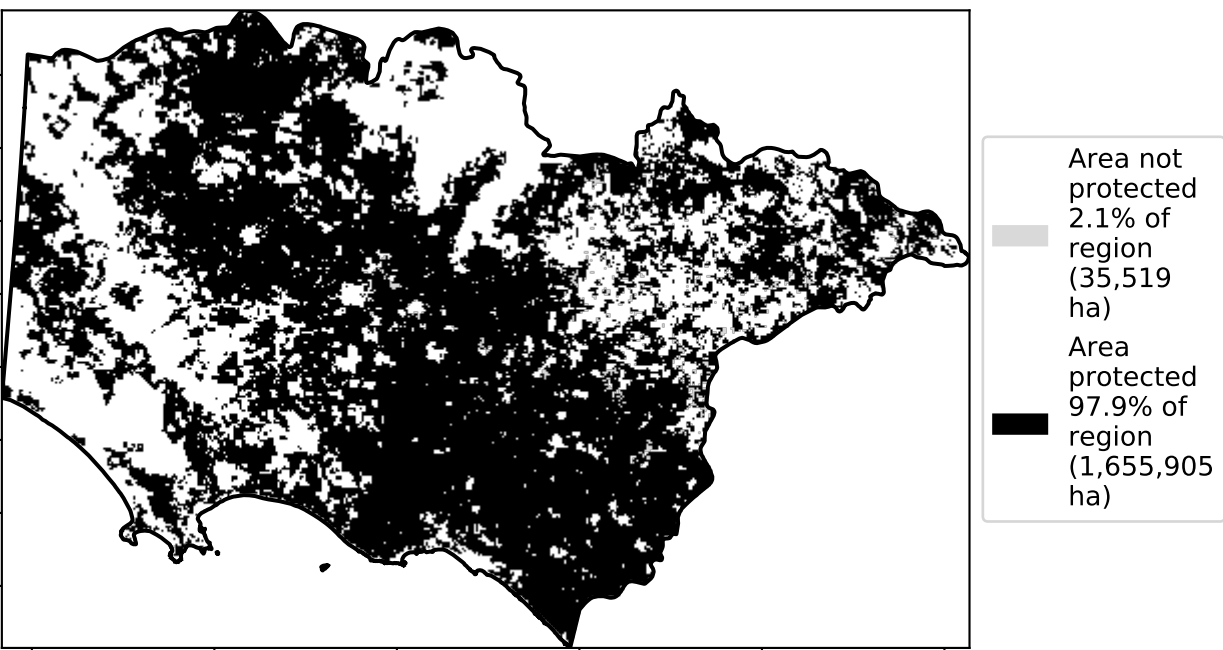 Area not
protected
2.1% of
region
(35,519
ha)
Area
protected
97.9% of
region
(1,655,905
ha)